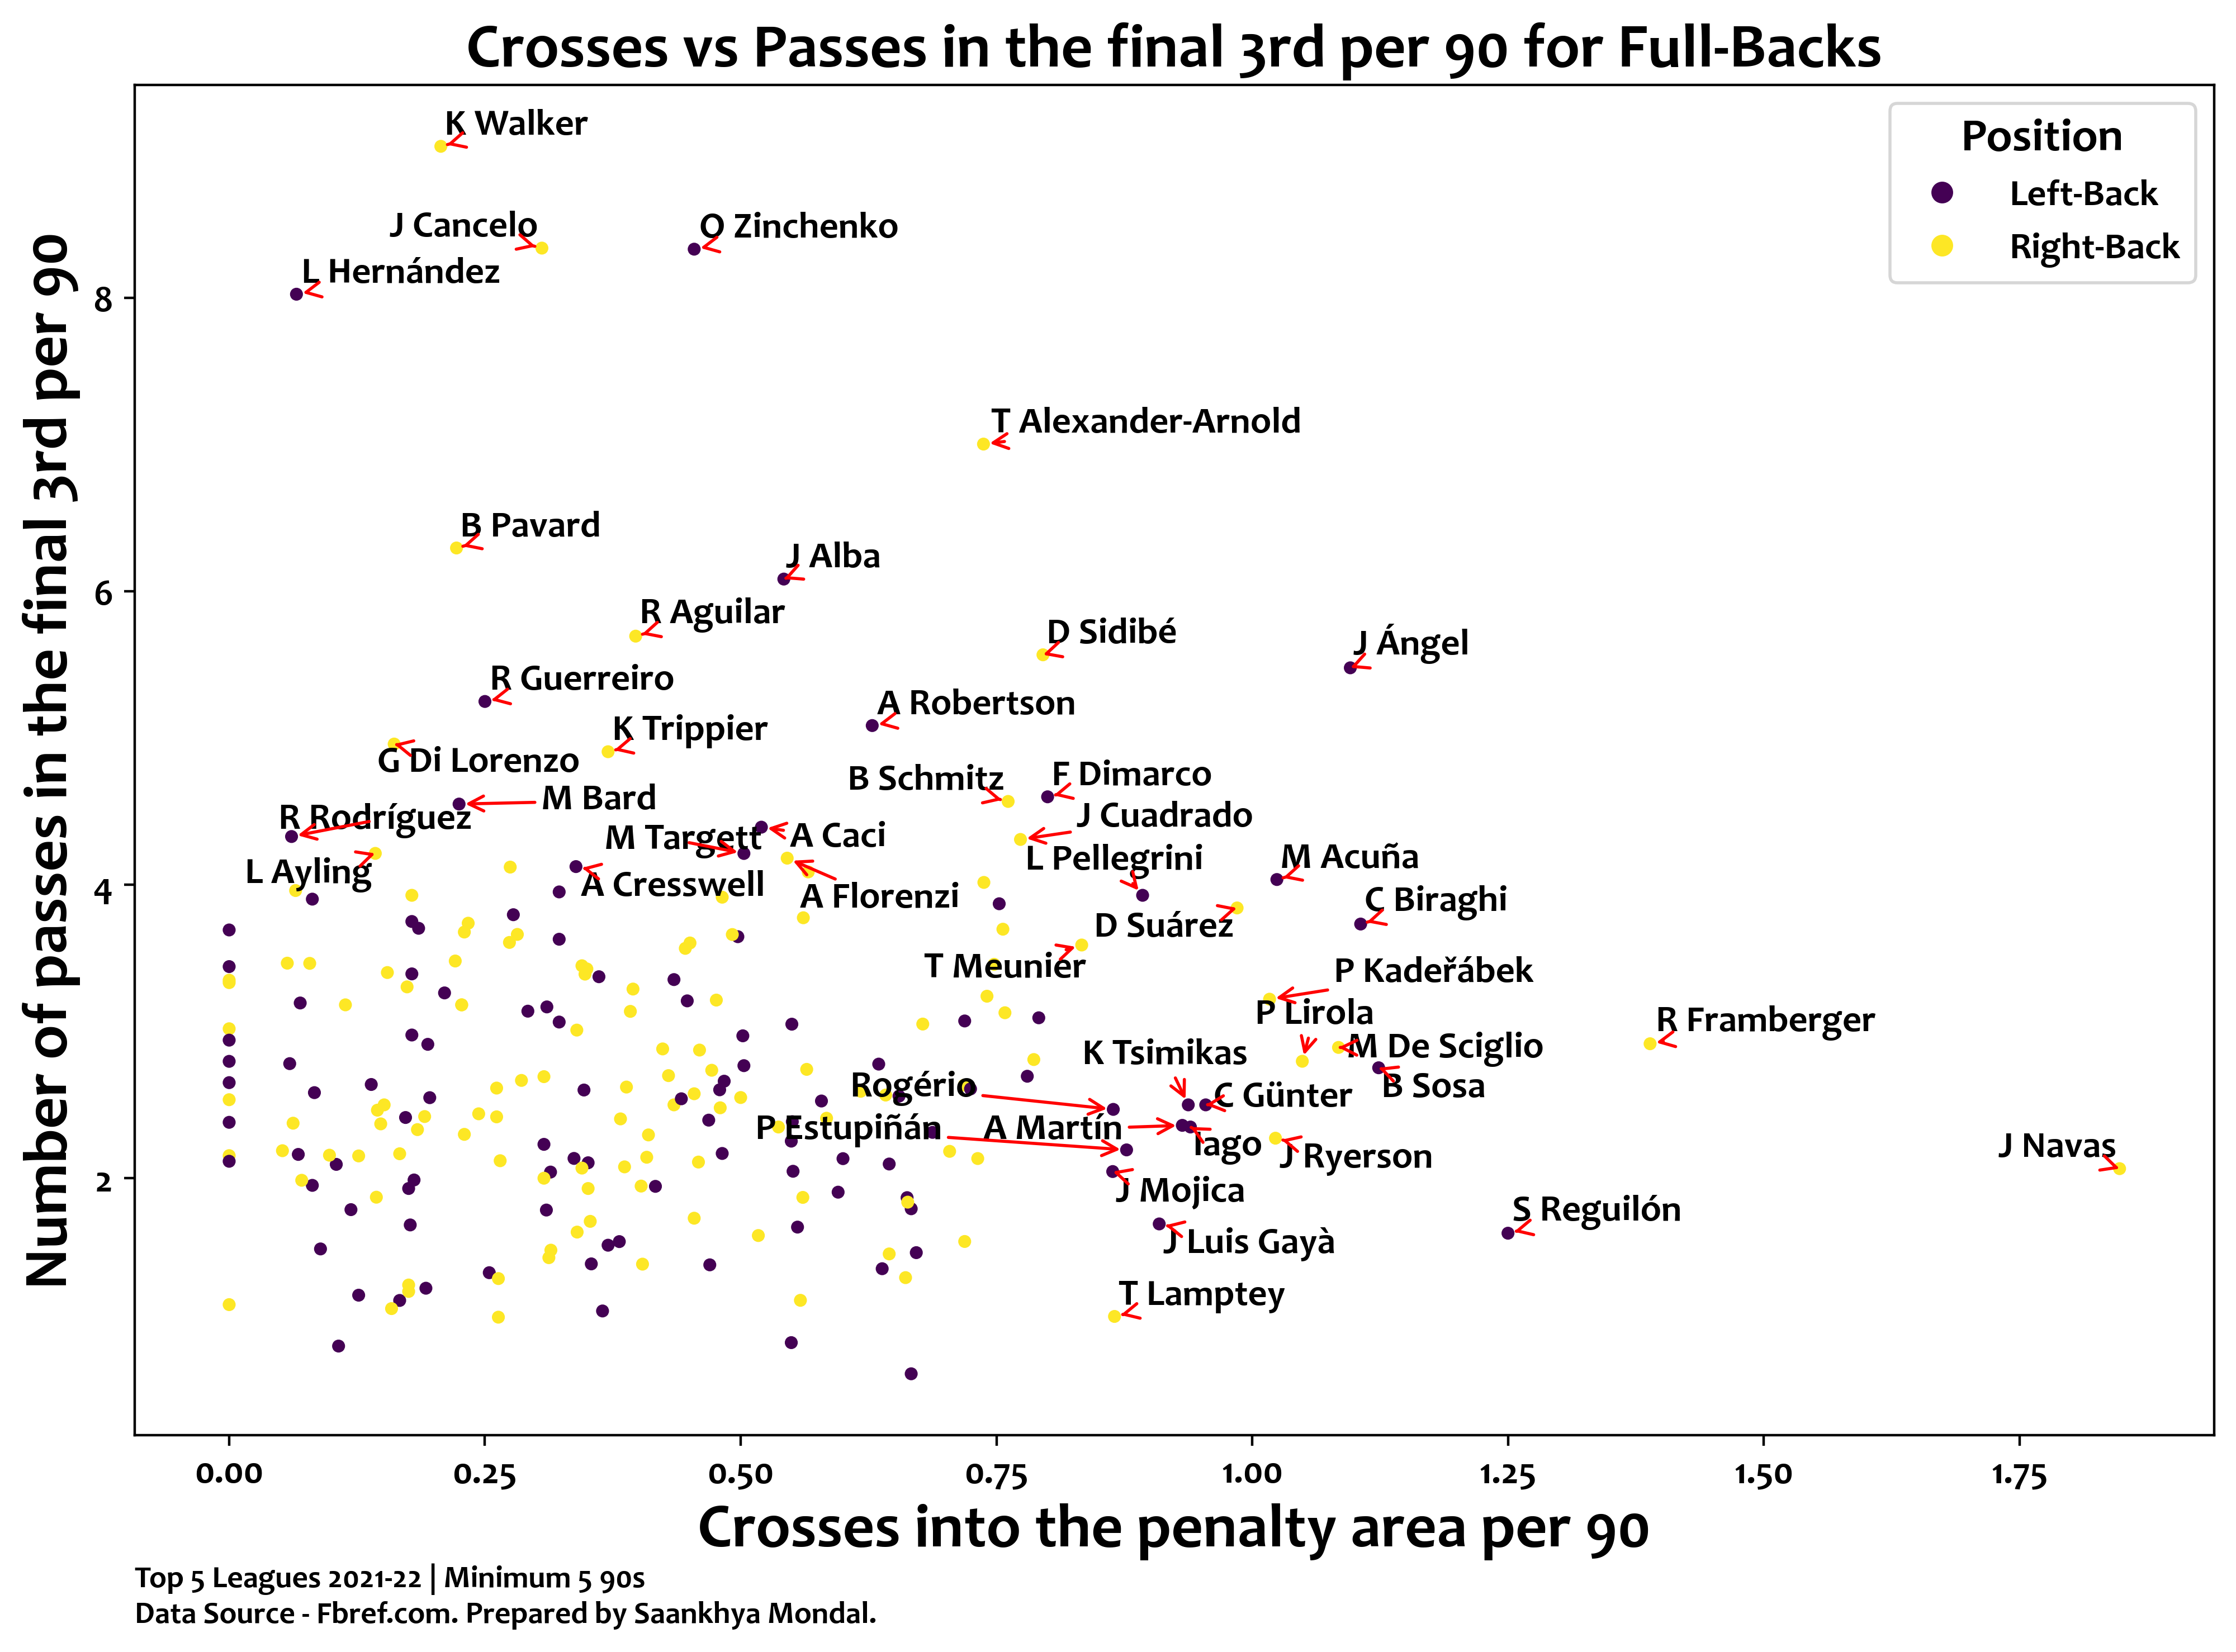 Crosses vs Passes in the final 3rd per 90 for Full-Backs
K Walker
Position
Left-Back
Right-Back
J Cancelo
O Zinchenko
L Hernández
8
T Alexander-Arnold
B Pavard
J Alba
6
R Aguilar
D Sidibé
J Ángel
R Guerreiro
A Robertson
K Trippier
G Di Lorenzo
B Schmitz
F Dimarco
M Bard
R Rodríguez
J Cuadrado
M Targett
A Caci
L Pellegrini
M Acuña
L Ayling
A Cresswell
4
A Florenzi
C Biraghi
D Suárez
T Meunier
P Kadeřábek
P Lirola
R Framberger
K Tsimikas
M De Sciglio
Rogério
B Sosa
C Günter
P Estupiñán
A Martín
Iago
J Ryerson
J Navas
2
J Mojica
S Reguilón
J Luis Gayà
T Lamptey
Number of passes in the final 3rd per 90
0.00 0.25 0.50 0.75 1.00 1.25 1.50 1.75
Crosses into the penalty area per 90
Top 5 Leagues 2021-22 | Minimum 5 90s
Data Source - Fbref.com. Prepared by Saankhya Mondal.